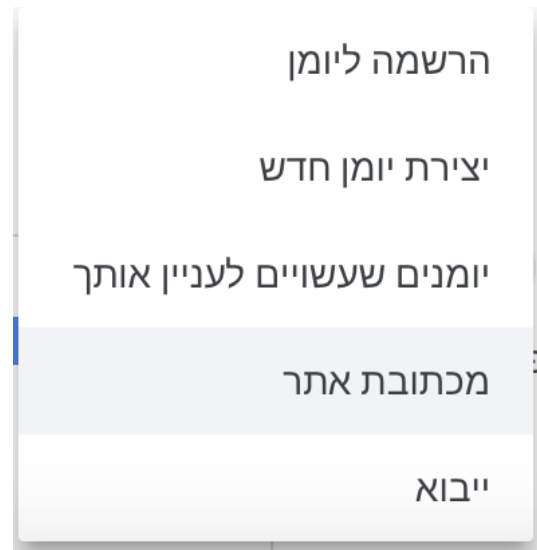 הרשמה ליומן
יצירת יומן חדש
יומנים שעשויים לעניין אותך
מכתובת אתר
ייבוא